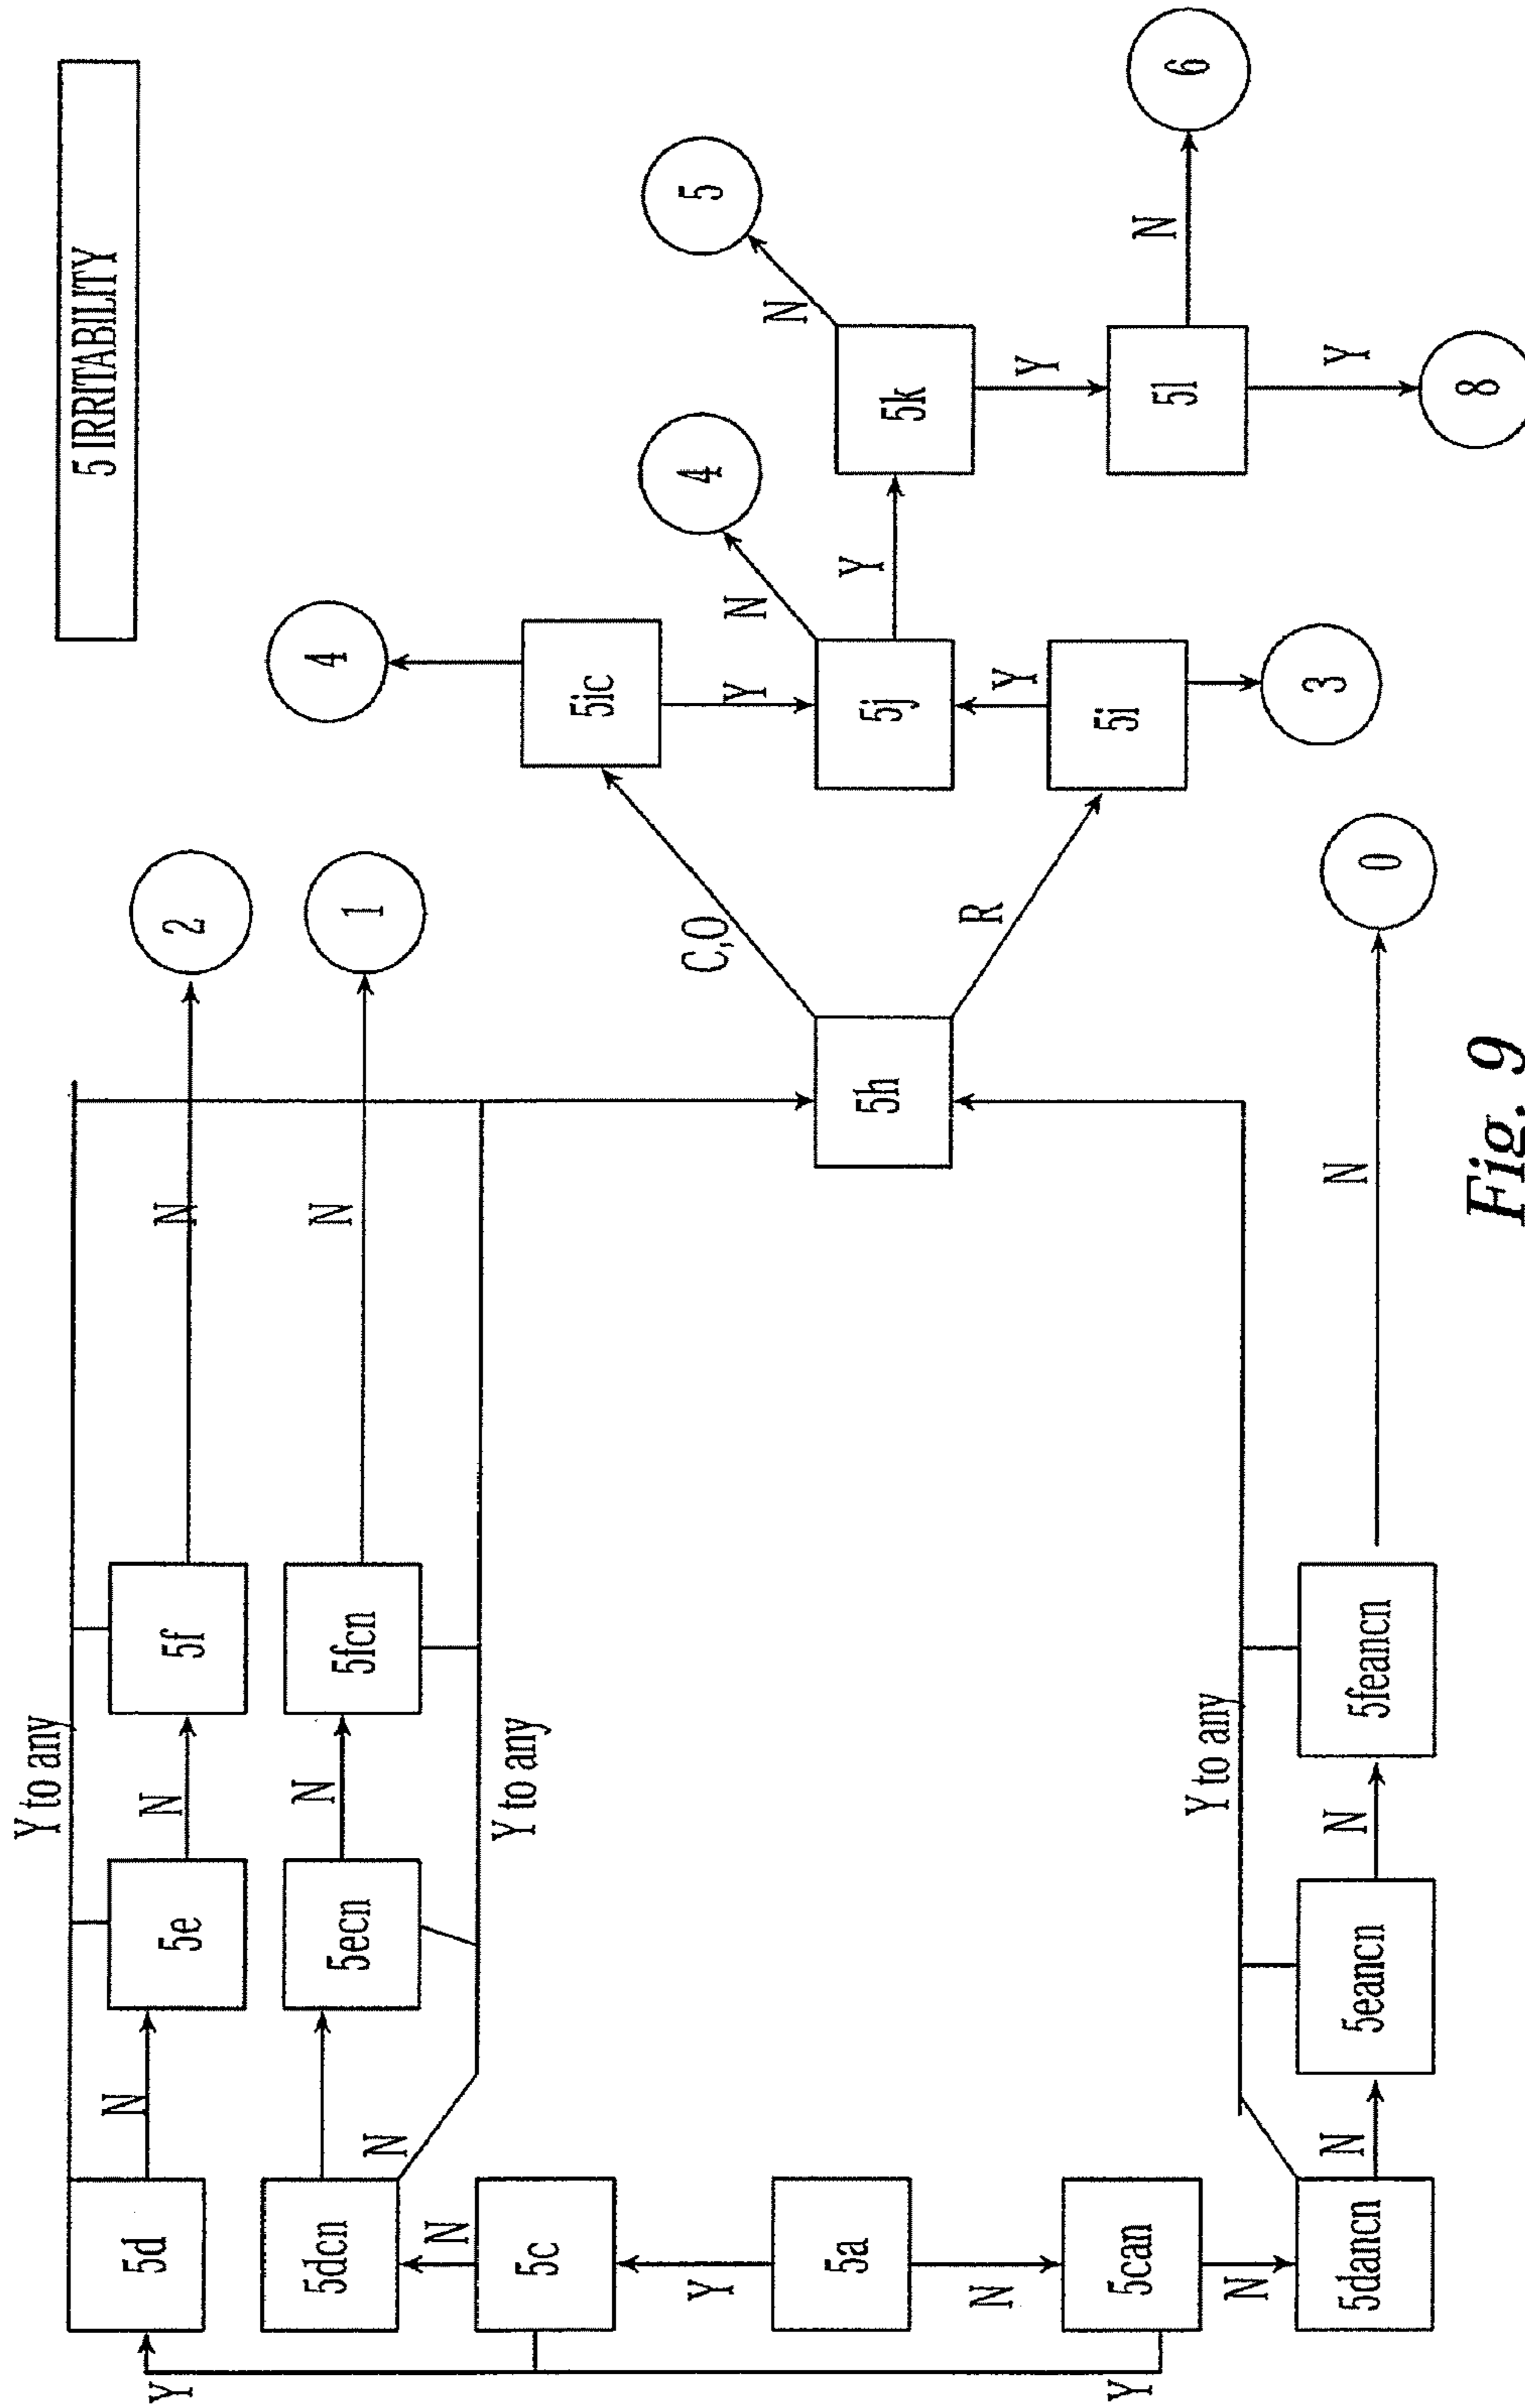 5 IRRITABILITY
Y to any
Y
5d
N
5e
N
5f
N
2
5dcn
N
5ecn
N
5fcn
N
1
4
N
Y to any
5c
5ic
Y
C,O
Y
N
4
N
5
5a
5h
5j
Y
5k
N
R
Y
Y
Y
5can
5i
5l
N
6
N
Y to any
3
5dancn
N
5eancn
N
5feancn
N
0
Y
8
Fig. 9